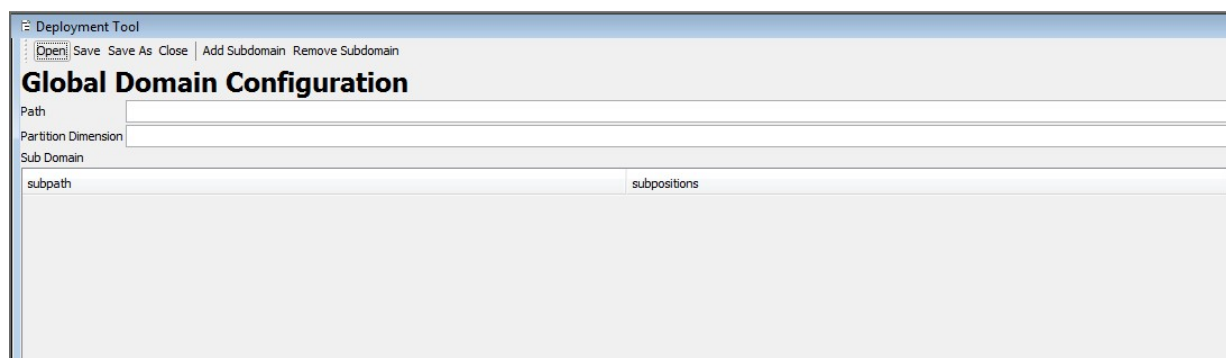 Deployment Tool
Open Save Save As Close Add Subdomain Remove Subdomain
Global Domain Configuration
Path
Partition Dimension
Sub Domain
subpath subpositions